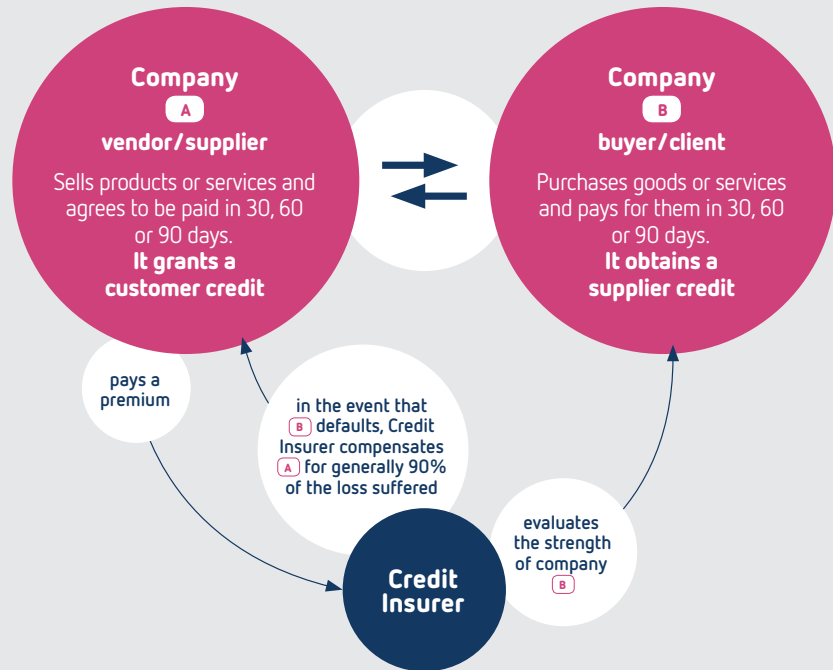 Company
A
vendor/supplier
Sells products or services and
agrees to be paid in 30, 60
or 90 days.
It grants a
customer credit
Company
B
buyer/client
Purchases goods or services
and pays for them in 30, 60
or 90 days.
It obtains a
supplier credit
pays a
premium
in the event that
B defaults, Credit
Insurer compensates
A for generally 90%
of the loss suffered
evaluates
the strength
of company
B
Credit
Insurer